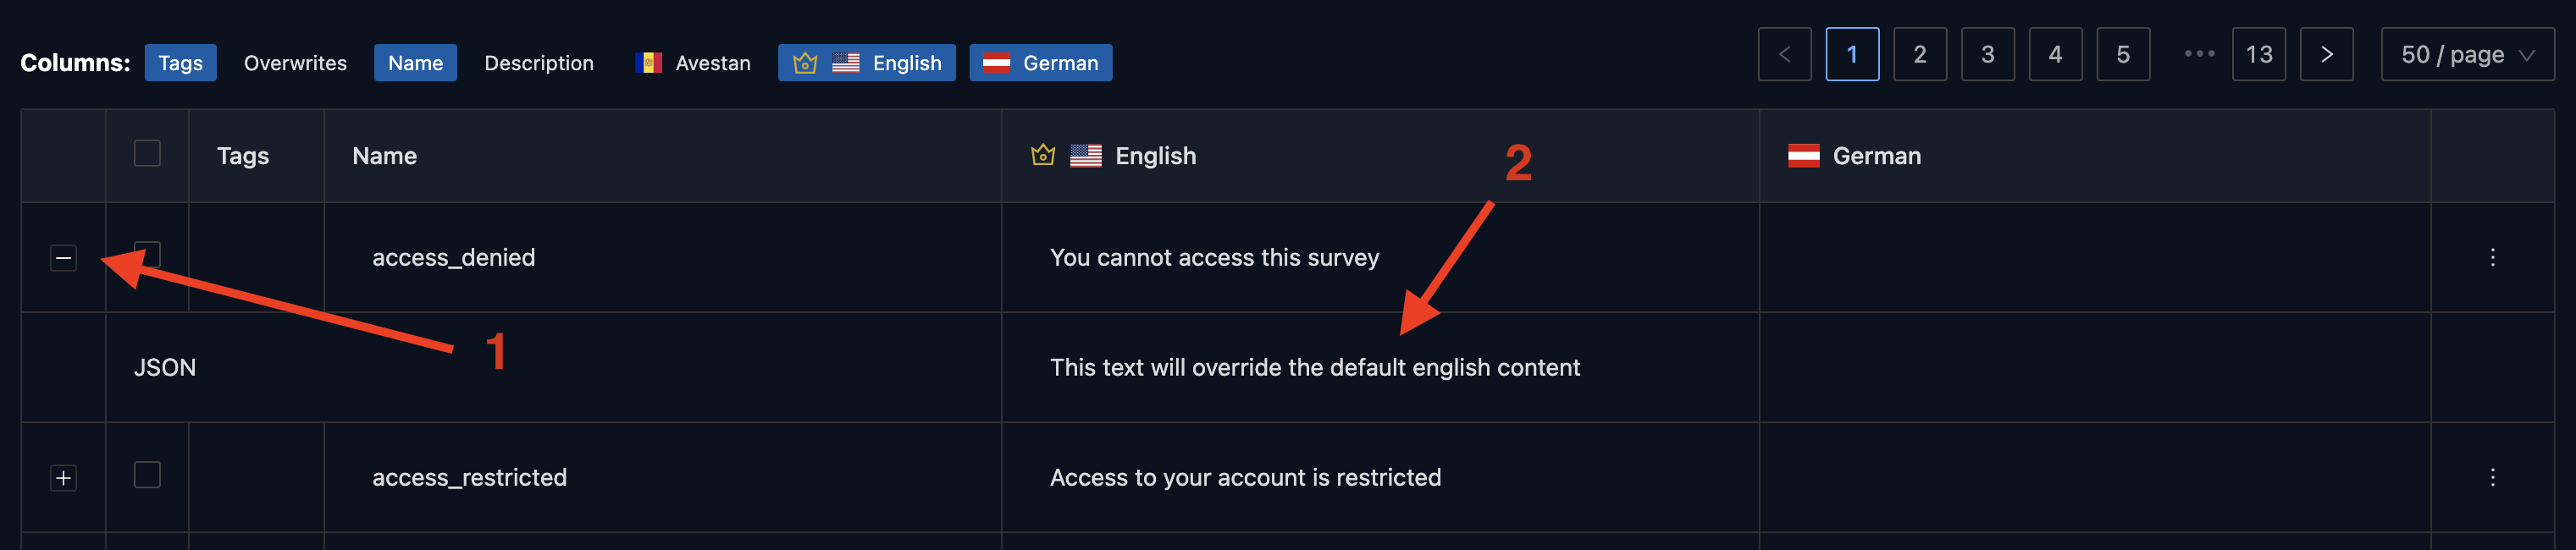 Columns: Tags Overwrites Name Description Avestan English German < 1 2 3 4 5 ••• 13 > 50 / page
Tags Name English German
2
access_denied You cannot access this survey
1
JSON This text will override the default english content
access_restricted Access to your account is restricted